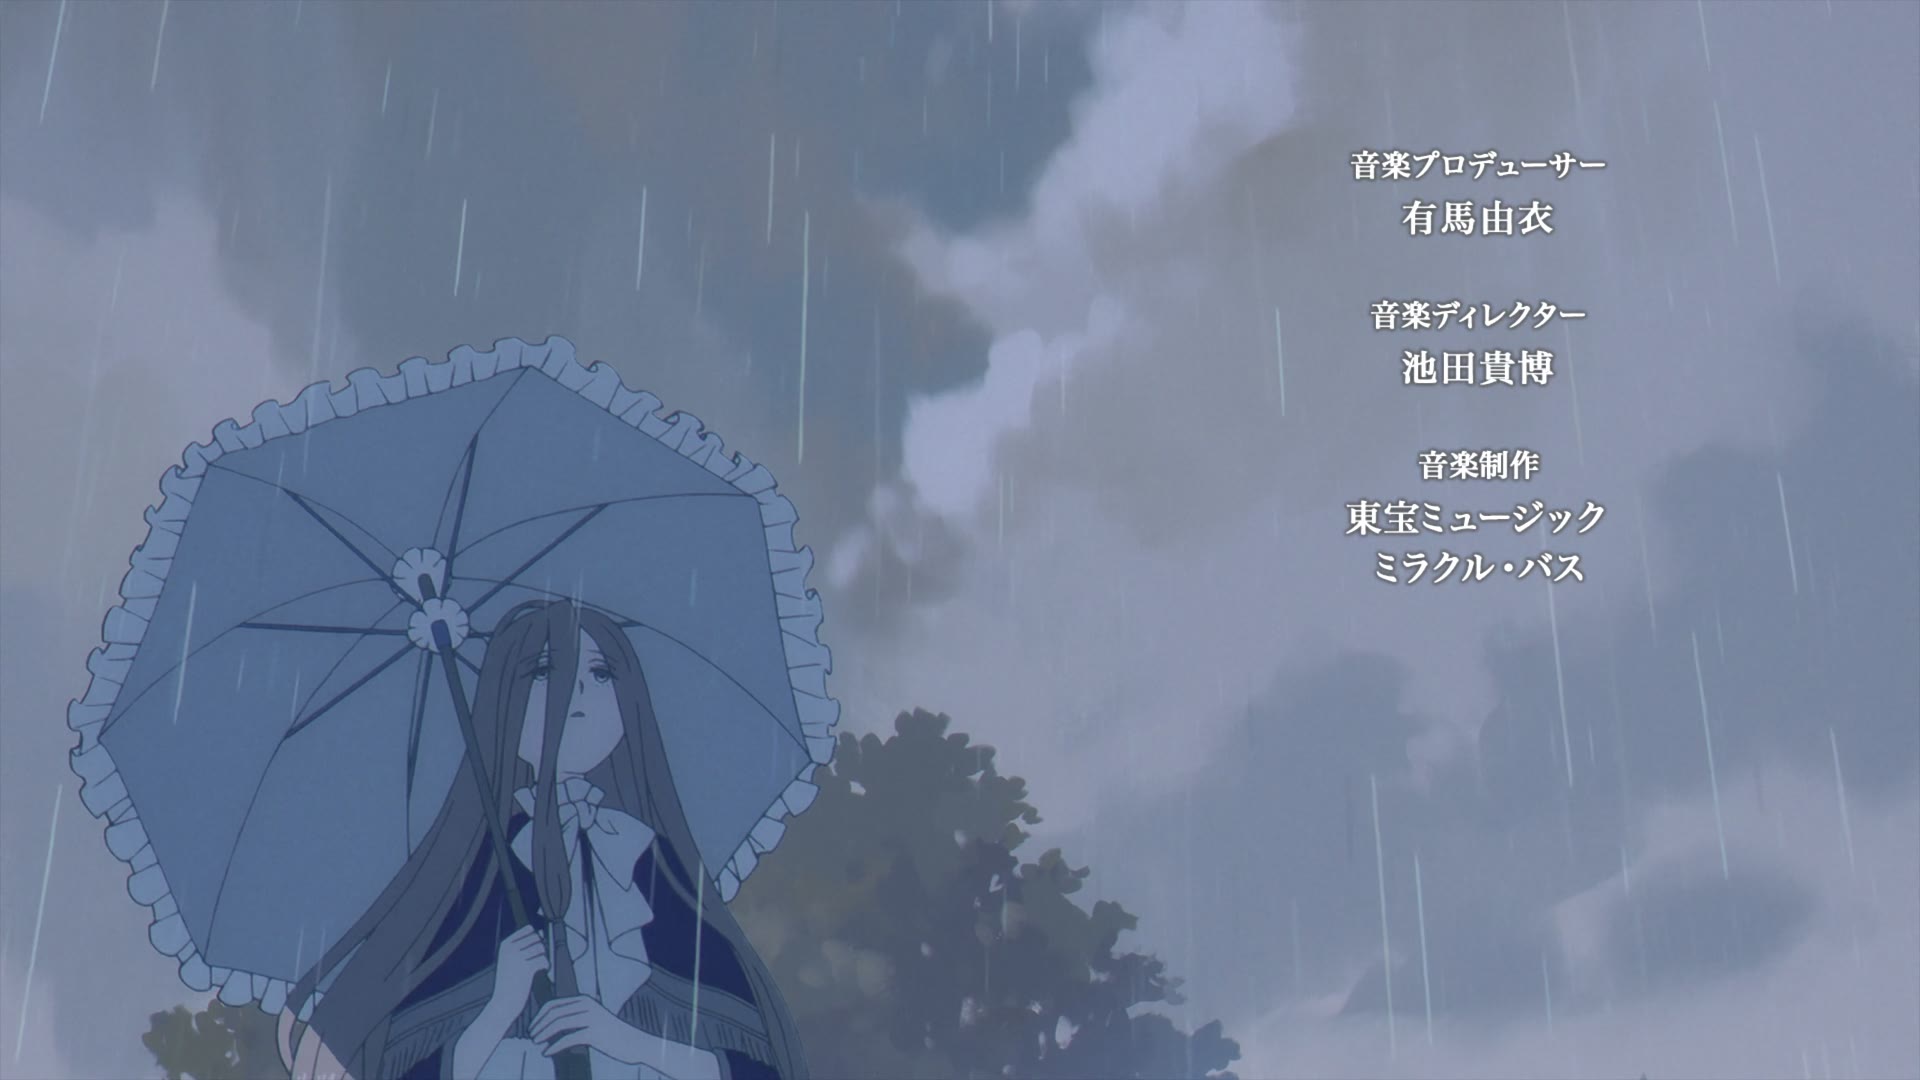 音楽プロデューサー
有馬由衣
音楽ディレクター
池田貴博
音楽制作
東宝ミュージック
ミラクル・バス